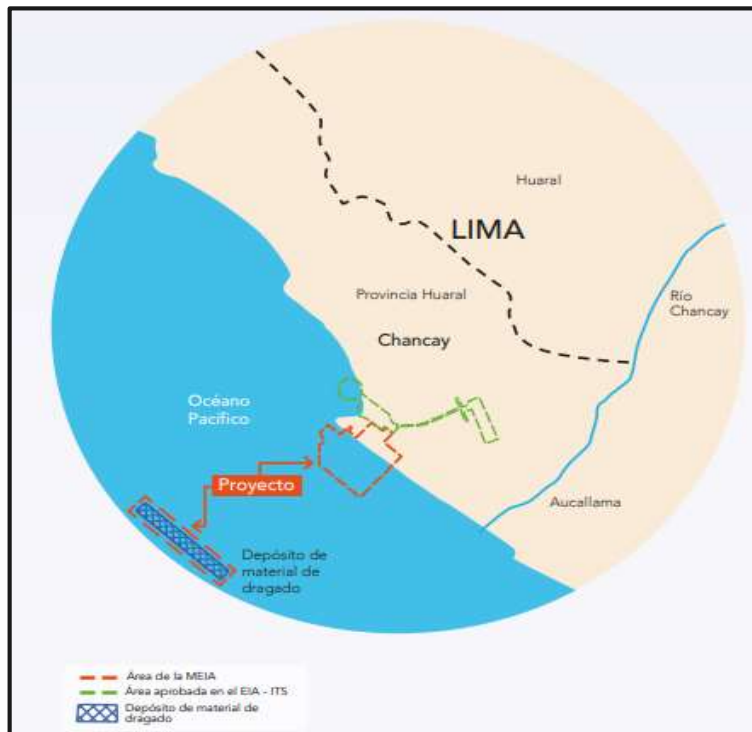 Huaral
LIMA
Provincia Huaral
Río
Chancay
Chancay
Océano
Pacífico
Proyecto
Aucallama
Depósito de
material de
dragado
Área de la MEIA
Área aprobada en el EIA - ITS
Depósito de material de
dragado